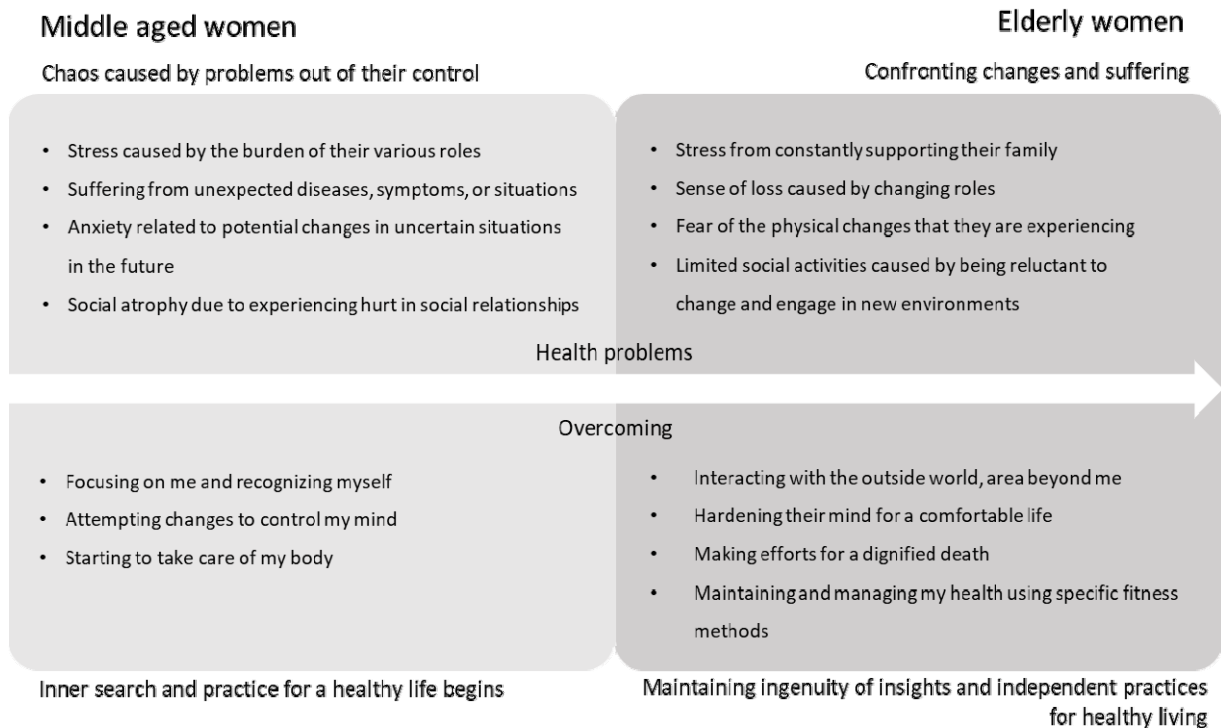 Middle aged women
Elderly women
Chaos caused by problems out of their control
Confronting changes and suffering
• Stress caused by the burden of their various roles
• Suffering from unexpected diseases, symptoms, or situations
• Anxiety related to potential changes in uncertain situations
in the future
• Social atrophy due to experiencing hurt in social relationships
• Stress from constantly supporting their family
• Sense of loss caused by changing roles
• Fear of the physical changes that they are experiencing
• Limited social activities caused by being reluctant to
change and engage in new environments
Health problems
Overcoming
• Focusing on me and recognizing myself
• Attempting changes to control my mind
• Starting to take care of my body
• Interacting with the outside world, area beyond me
• Hardening their mind for a comfortable life
• Making efforts for a dignified death
• Maintaining and managing my health using specific fitness
methods
Inner search and practice for a healthy life begins
Maintaining ingenuity of insights and independent practices
for healthy living